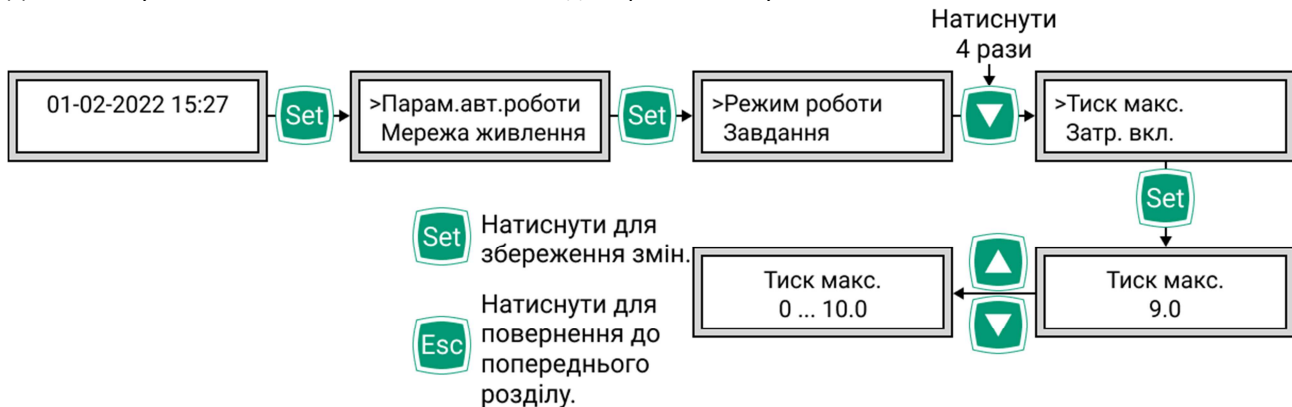 Натиснути
4 рази
01-02-2022 15:27
Set
>Парам.авт.роботи
Мережа живлення
Set
>Режим роботи
Завдання
>Тиск макс.
Затр. вкл.
Set
Set
Натиснути для
збереження змін.
Тиск макс.
0 ... 10.0
Тиск макс.
9.0
Esc
Натиснути для
повернення до
попереднього
розділу.